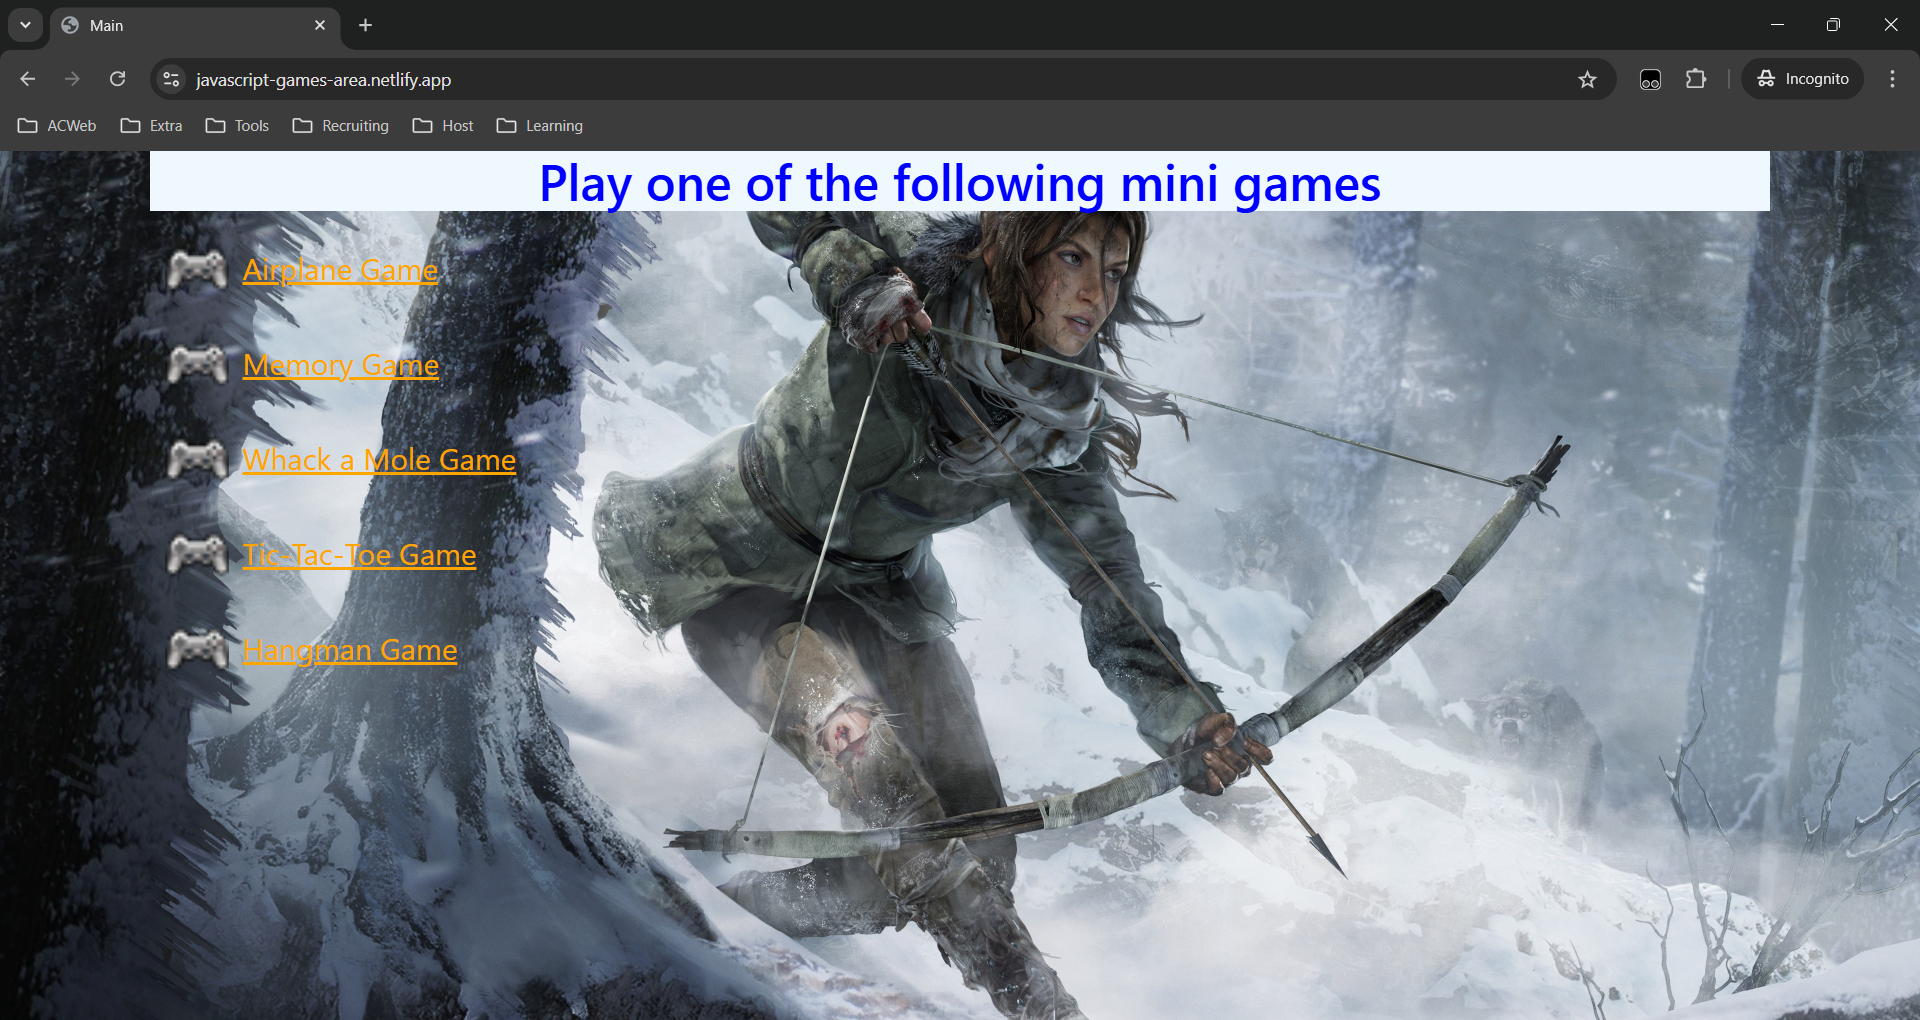 Main
javascript-games-area.netlify.app
Incognito
ACWeb Extra Tools Recruiting Host Learning
Play one of the following mini games
Airplane Game
Memory Game
Whack a Mole Game
Tic-Tac-Toe Game
Hangman Game